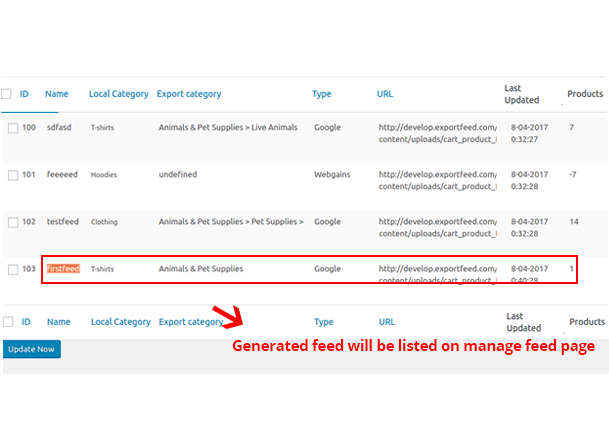 ID Name Local Category Export category Type URL Last Updated Products
100 sdfasd T-shirts Animals & Pet Supplies > Live Animals Google http://develop.exportfeed.com/ 8-04-2017 7
content/uploads/cart_product_ 0:32:27
101 feeeeed Hoodies undefined Webgains http://develop.exportfeed.com/ 8-04-2017 -7
content/uploads/cart_product_ 0:32:28
102 testfeed Clothing Animals & Pet Supplies > Pet Supplies > Google http://develop.exportfeed.com/ 8-04-2017 14
content/uploads/cart_product_ 0:32:28
103 firstfeed T-shirts Animals & Pet Supplies Google http://develop.exportfeed.com/ 8-04-2017 1
content/uploads/cart_product_ 0:40:28
ID Name Local Category Export category Type URL Last Updated Products
Generated feed will be listed on manage feed page
Update Now